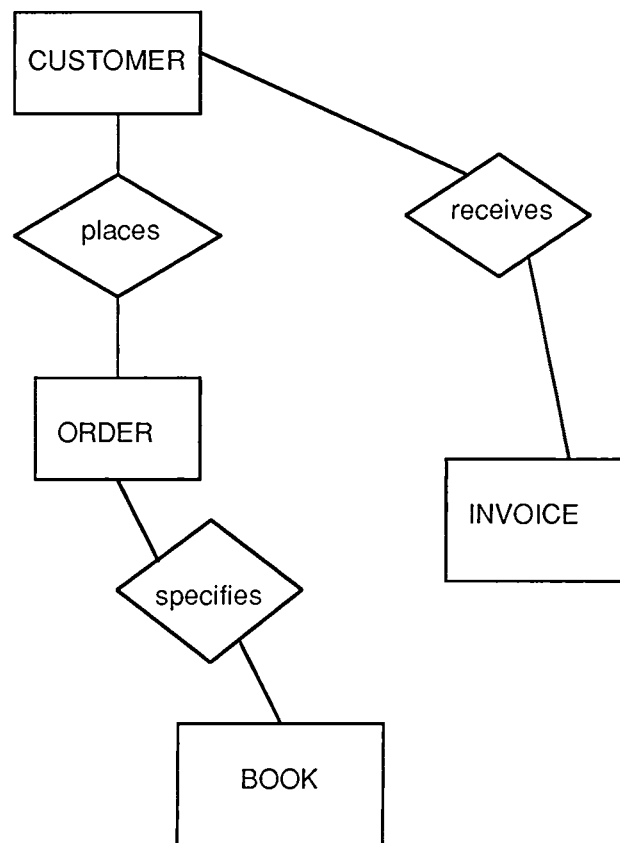 CUSTOMER
receives
places
ORDER
INVOICE
specifies
BOOK